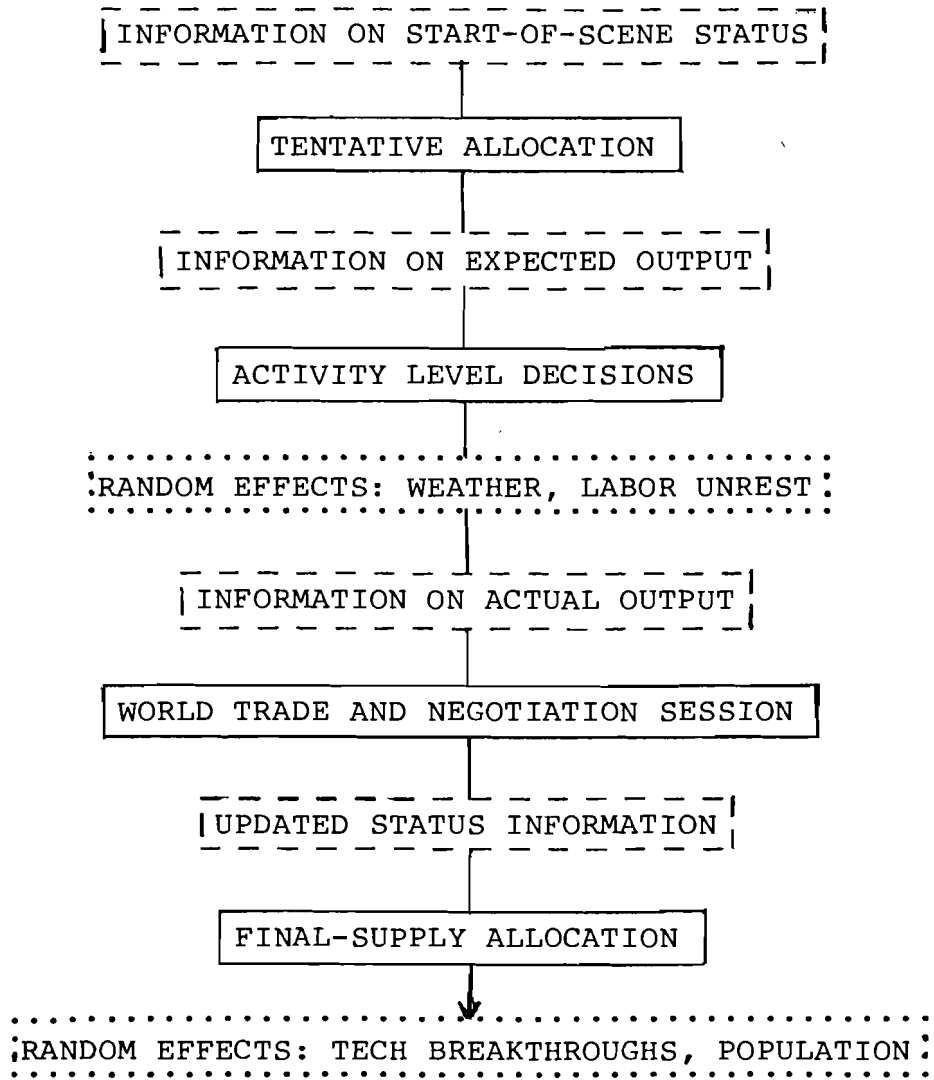 INFORMATION ON START-OF-SCENE STATUS
TENTATIVE ALLOCATION
INFORMATION ON EXPECTED OUTPUT
ACTIVITY LEVEL DECISIONS
RANDOM EFFECTS: WEATHER, LABOR UNREST
INFORMATION ON ACTUAL OUTPUT
WORLD TRADE AND NEGOTIATION SESSION
UPDATED STATUS INFORMATION
FINAL-SUPPLY ALLOCATION
RANDOM EFFECTS: TECH BREAKTHROUGHS, POPULATION